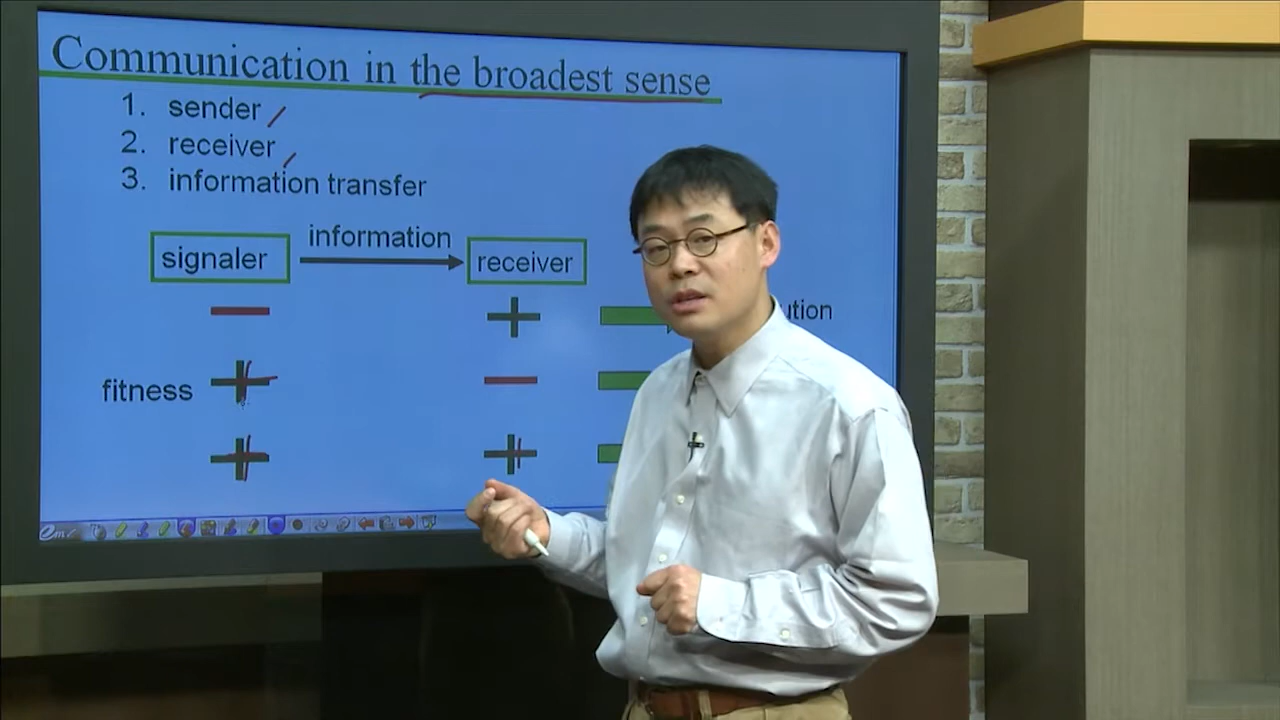 Communication in the broadest sense
1. sender
2. receiver
3. information transfer
information
signaler
receiver
fitness